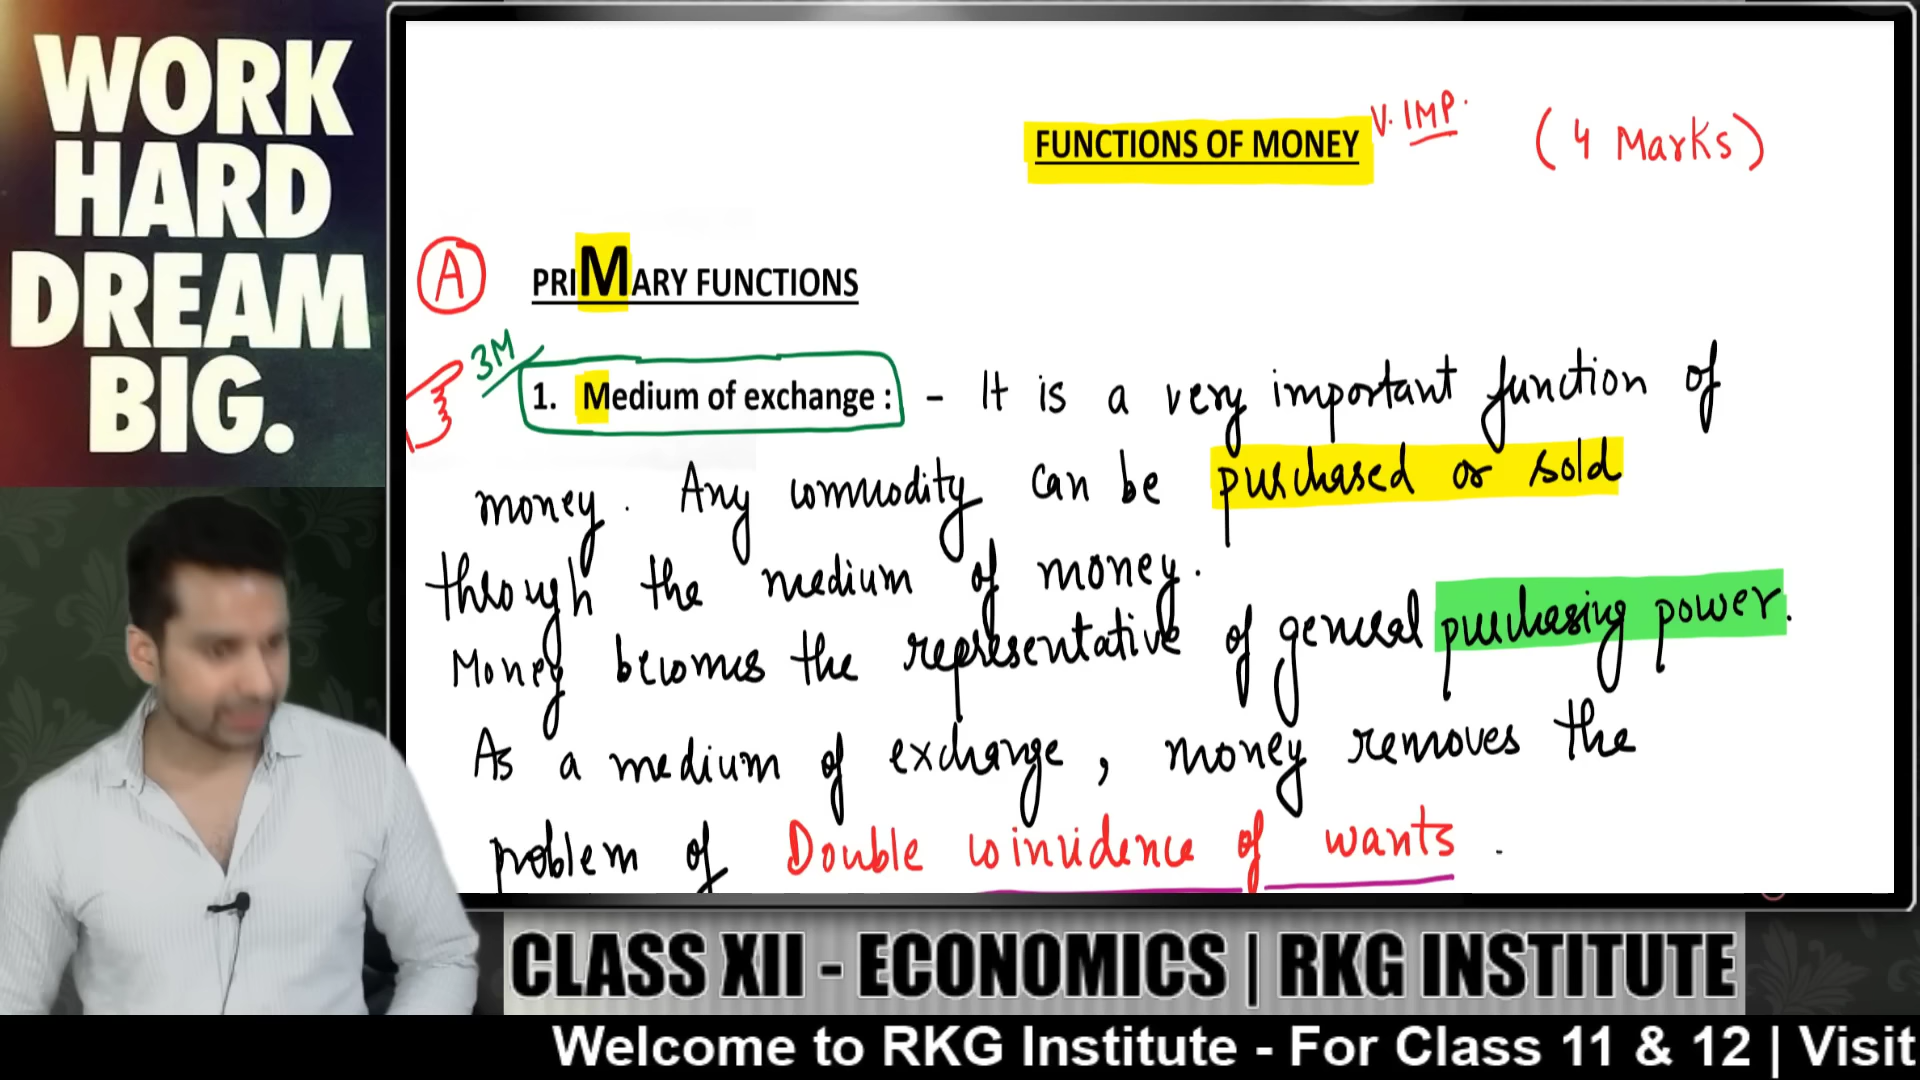 WORK
HARD
DREAM
BIG.
FUNCTIONS OF MONEY V. IMP. (4 Marks)
A PRIMARY FUNCTIONS
3M
1. Medium of exchange : - It is a very important function of
money. Any commodity can be purchased or sold
through the medium of money.
Money becomes the representative of general purchasing power.
As a medium of exchange, money removes the
problem of Double coincidence of wants.
CLASS XII - ECONOMICS | RKG INSTITUTE
Welcome to RKG Institute - For Class 11 & 12 | Visit